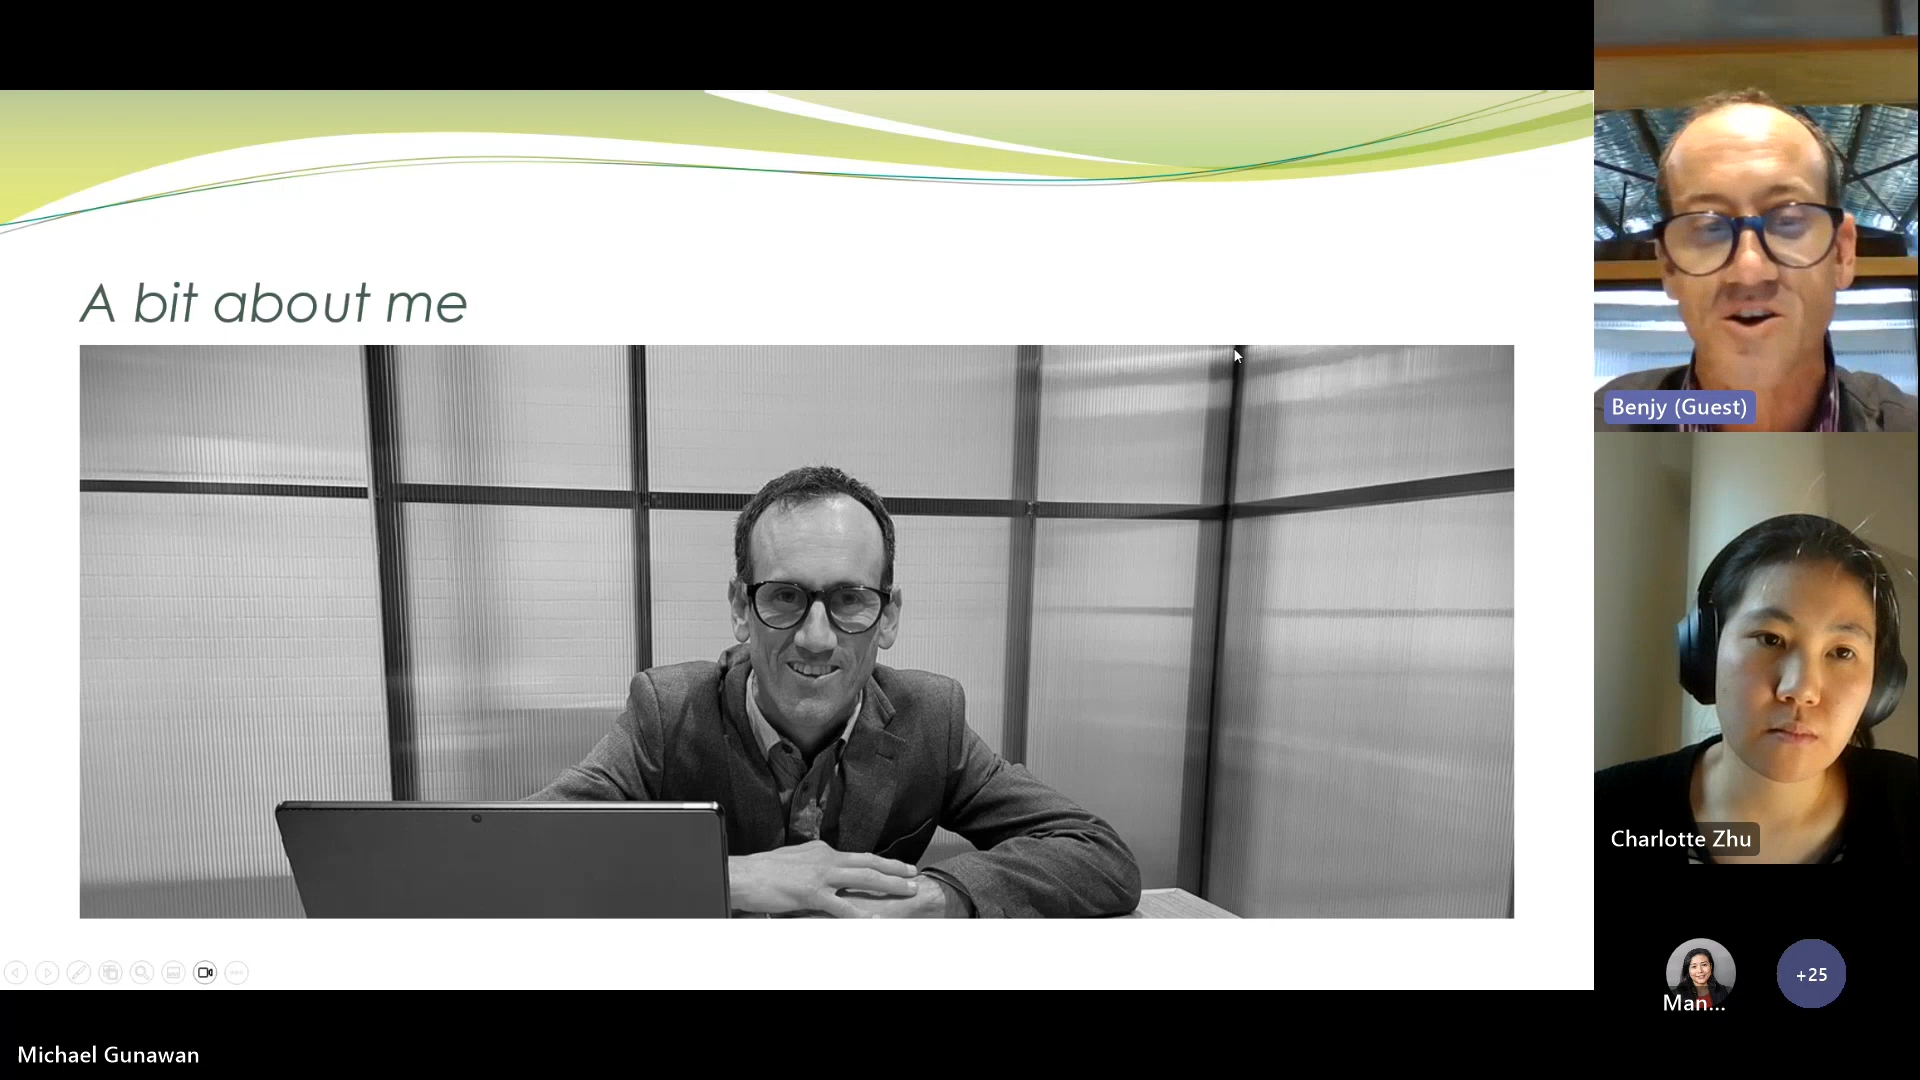 A bit about me
Benjy (Guest)
Charlotte Zhu
Man...
+25
Michael Gunawan